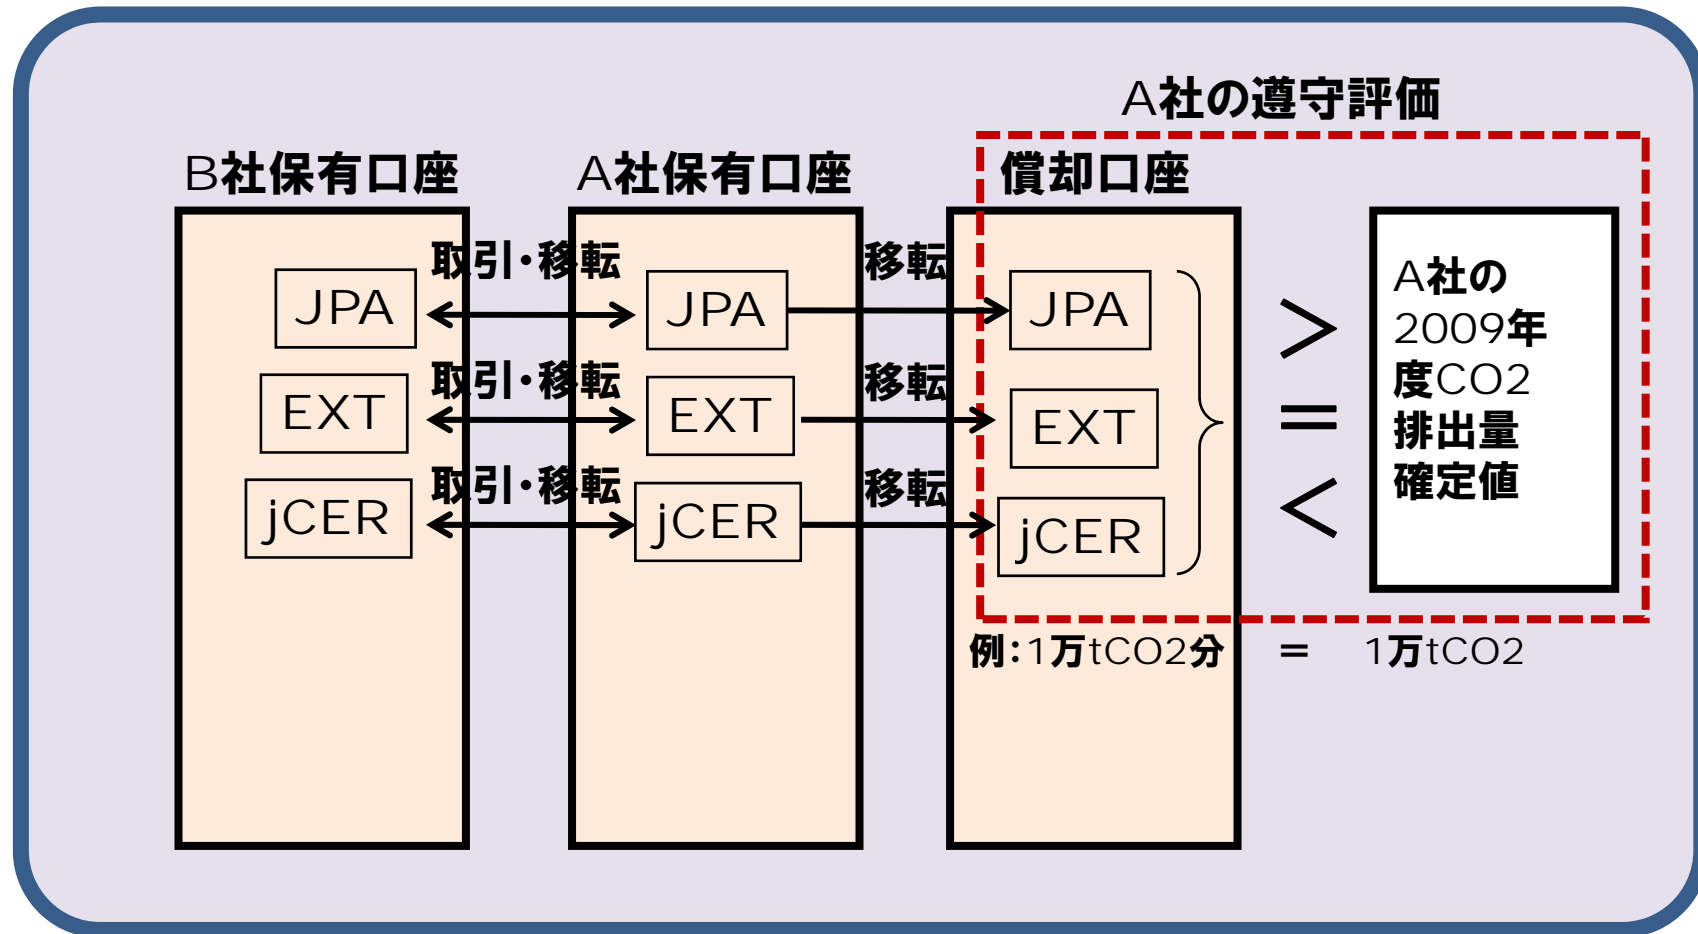 A社の遵守評価
B社保有口座
A社保有口座
償却口座
取引・移転
移転
JPA
JPA
JPA
取引・移転
移転
EXT
EXT
EXT
取引・移転
移転
jCER
jCER
jCER
>
=
<
A社の
2009年
度CO2
排出量
確定値
例：1万tCO2分 = 1万tCO2